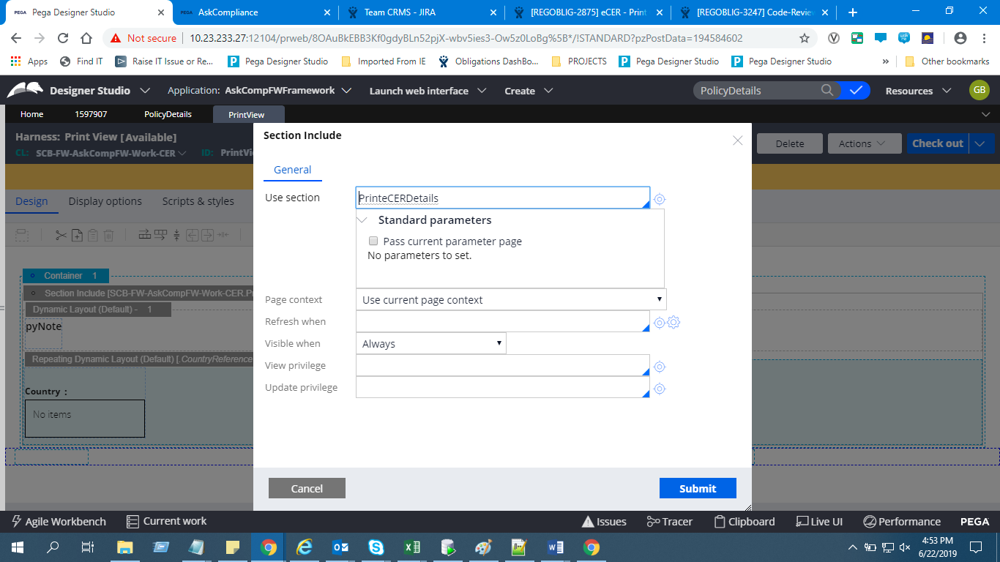 PEGA Pega Designer Studio
PEGA AskCompliance
Team CRMS - JIRA
[REGOBLIG-2875] eCER - Print
[REGOBLIG-3247] Code-Review
Not secure 10.23.233.27:12104/prweb/8OAuBkEBB3Kf0gdyBLn52pjX-wbv5ies3-Ow5z0LoBg%5B*/!STANDARD?pzPostData=194584602
Apps Find IT Raise IT Issue or Re... Pega Designer Studio Imported From IE Obligations DashBo... PROJECTS Pega Designer Studio Pega Designer Studio » Other bookmarks
Designer Studio Application: AskCompFWFramework Launch web interface Create PolicyDetails Resources GB
Home 1597907 PolicyDetails PrintView
Harness: Print View [Available]
CL: SCB-FW-AskCompFW-Work-CER ID: PrintVi
Delete Actions Check out
Design Display options Scripts & styles
Container 1
Section Include [SCB-FW-AskCompFW-Work-CER.Pr
Dynamic Layout (Default) - 1
pyNote
Repeating Dynamic Layout (Default) [ .CountryReference
Country :
No items
Section Include
General
Use section PrinteCERDetails
Standard parameters
Pass current parameter page
No parameters to set.
Page context Use current page context
Refresh when
Visible when Always
View privilege
Update privilege
Cancel Submit
Agile Workbench Current work Issues Tracer Clipboard Live UI Performance PEGA
4:53 PM
6/22/2019